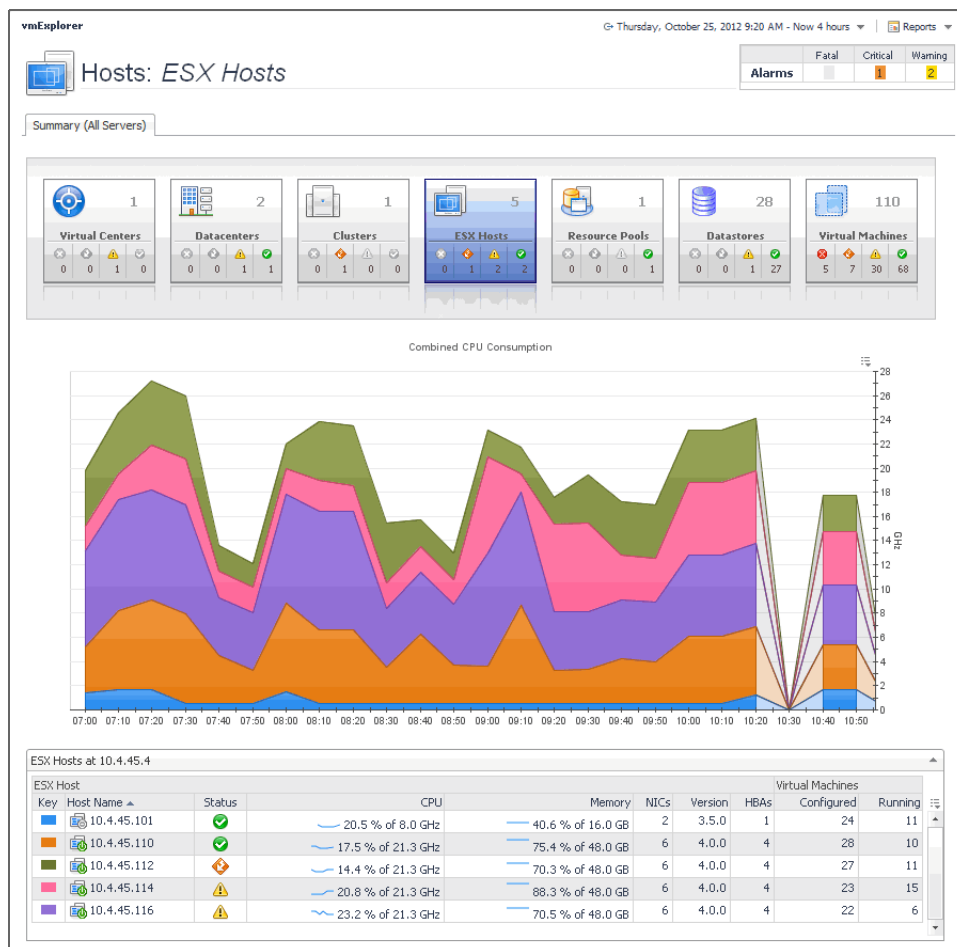 vmExplorer
Thursday, October 25, 2012 9:20 AM - Now 4 hours Reports
Hosts: ESX Hosts
Fatal Critical Warning
Alarms 1 2
Summary (All Servers)
1 2 1 5 1 28 110
Virtual Centers Datacenters Clusters ESX Hosts Resource Pools Datastores Virtual Machines
0 0 1 0 0 0 1 1 0 1 0 0 0 1 2 2 0 0 0 1 0 0 1 27 5 7 30 68
Combined CPU Consumption
28
26
24
22
20
18
16
14
GHz
12
10
8
6
4
2
0
07:00 07:10 07:20 07:30 07:40 07:50 08:00 08:10 08:20 08:30 08:40 08:50 09:00 09:10 09:20 09:30 09:40 09:50 10:00 10:10 10:20 10:30 10:40 10:50
ESX Hosts at 10.4.45.4
ESX Host Virtual Machines
Key Host Name Status CPU Memory NICs Version HBAs Configured Running
10.4.45.101 20.5 % of 8.0 GHz 40.6 % of 16.0 GB 2 3.5.0 1 24 11
10.4.45.110 17.5 % of 21.3 GHz 75.4 % of 48.0 GB 6 4.0.0 4 28 10
10.4.45.112 14.4 % of 21.3 GHz 70.3 % of 48.0 GB 6 4.0.0 4 27 11
10.4.45.114 20.8 % of 21.3 GHz 88.3 % of 48.0 GB 6 4.0.0 4 23 15
10.4.45.116 23.2 % of 21.3 GHz 70.5 % of 48.0 GB 6 4.0.0 4 22 6